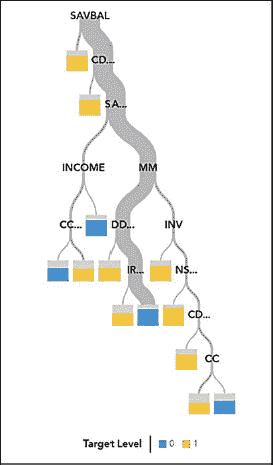 SAVBAL
CD...
SA...
INCOME MM
CC... DD... INV
IR... NS...
CD...
CC
Target Level 0 1